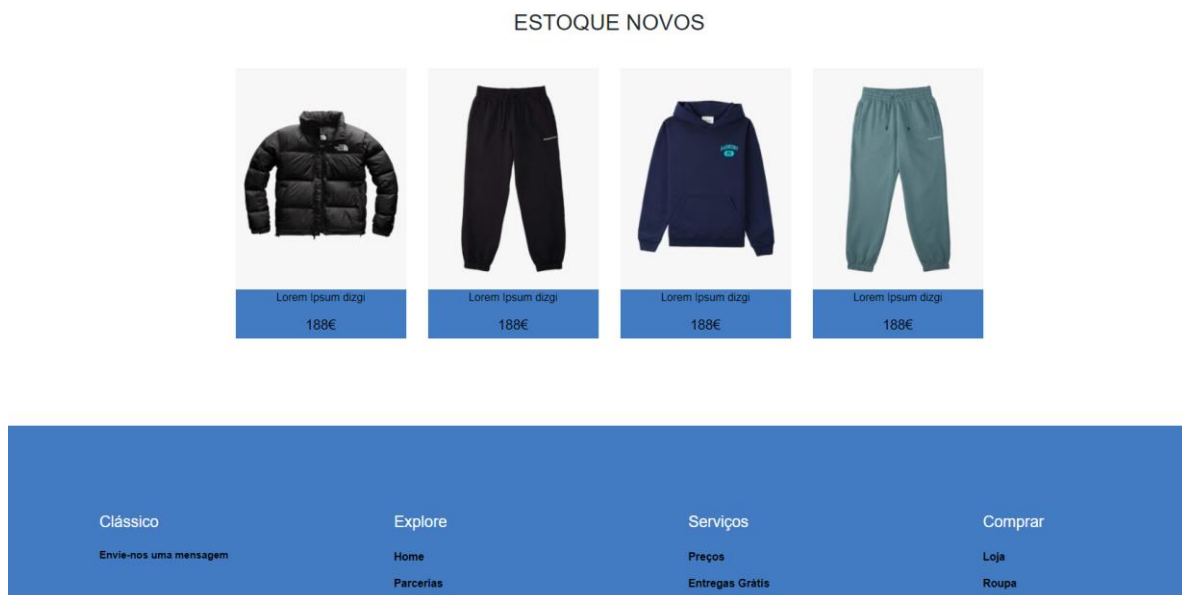 ESTOQUE NOVOS
Lorem Ipsum dizgi
188€
Lorem Ipsum dizgi
188€
Lorem Ipsum dizgi
188€
Lorem Ipsum dizgi
188€
Clássico
Envie-nos uma mensagem
Explore
Home
Parcerias
Serviços
Preços
Entregas Grátis
Comprar
Loja
Roupa